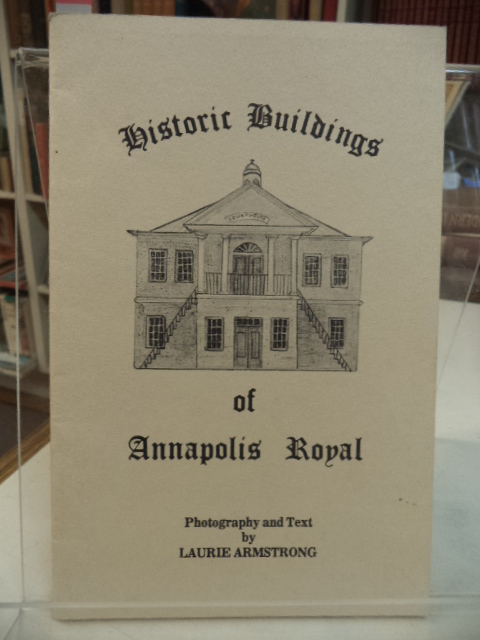 Historic Buildings
of
Annapolis Royal
Photography and Text
by
LAURIE ARMSTRONG